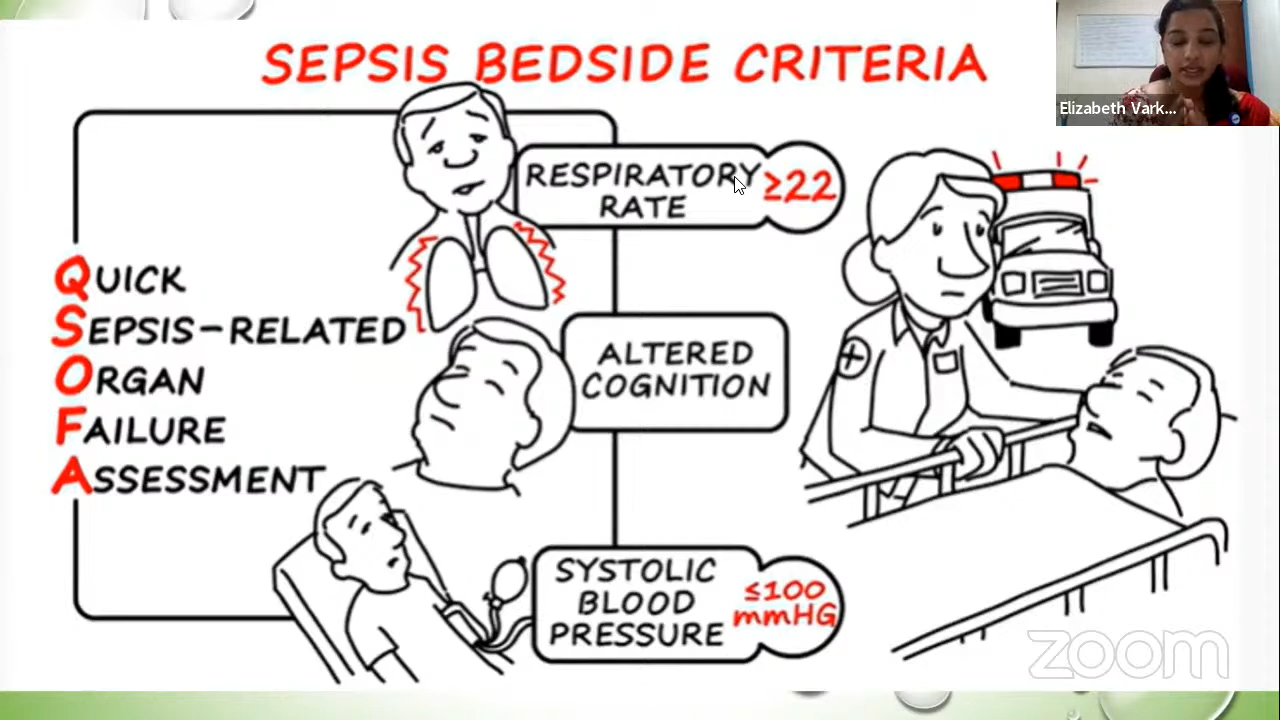 SEPSIS BEDSIDE CRITERIA
Elizabeth Vark...
RESPIRATORY
RATE
≥22
QUICK
SEPSIS-RELATED
ORGAN
FAILURE
ASSESSMENT
ALTERED
COGNITION
SYSTOLIC
BLOOD
PRESSURE
≤100
mmHG
zoom